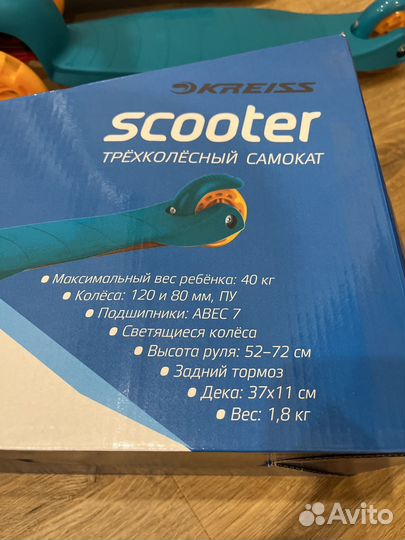 KREISS
scooter
ТРЁХКОЛЁСНЫЙ САМОКАТ
• Максимальный вес ребёнка: 40 кг
• Колёса: 120 и 80 мм, ПУ
• Подшипники: ABEC 7
• Светящиеся колёса
• Высота руля: 52–72 см
• Задний тормоз
• Дека: 37х11 см
• Вес: 1,8 кг
Avito